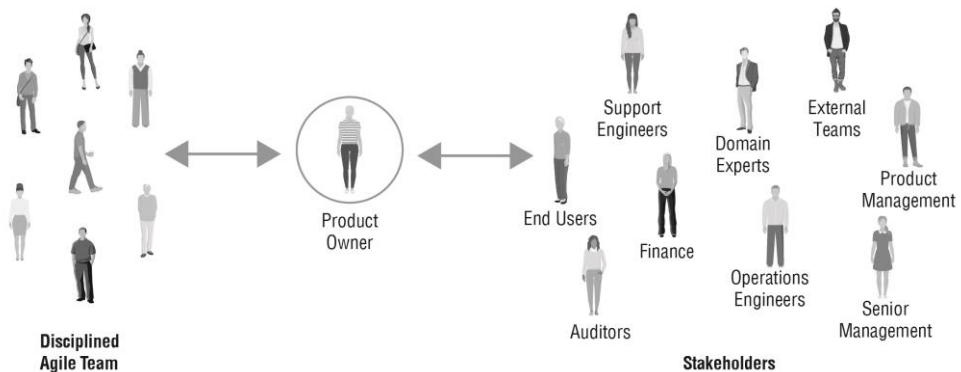 Support
Engineers
External
Teams
Domain
Experts
Product
Management
Product
Owner
End Users
Finance
Operations
Engineers
Senior
Management
Auditors
Disciplined
Agile Team
Stakeholders